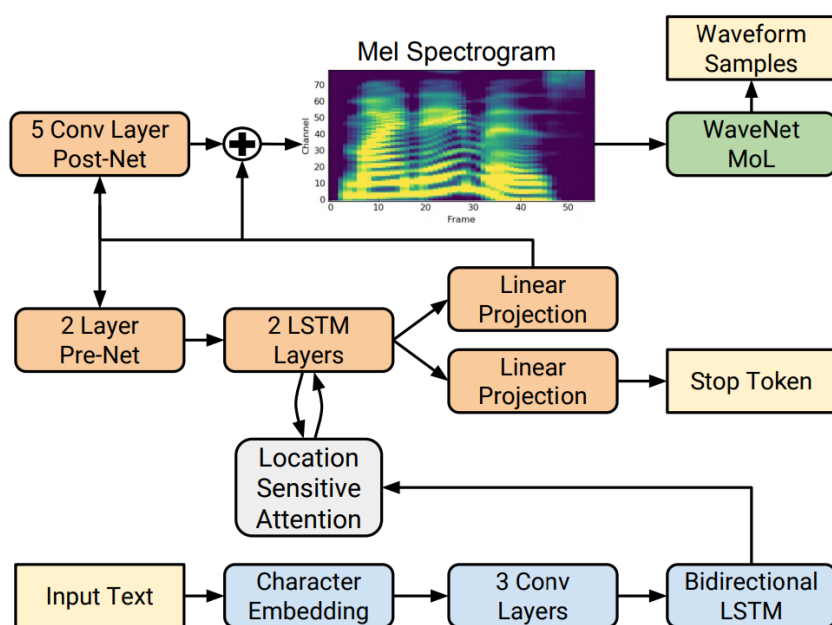 Mel Spectrogram
Waveform
Samples
5 Conv Layer
Post-Net
WaveNet
MoL
Channel
70
60
50
40
30
20
10
0
0
10
20
30
40
50
Frame
2 Layer
Pre-Net
2 LSTM
Layers
Linear
Projection
Linear
Projection
Stop Token
Location
Sensitive
Attention
Input Text
Character
Embedding
3 Conv
Layers
Bidirectional
LSTM